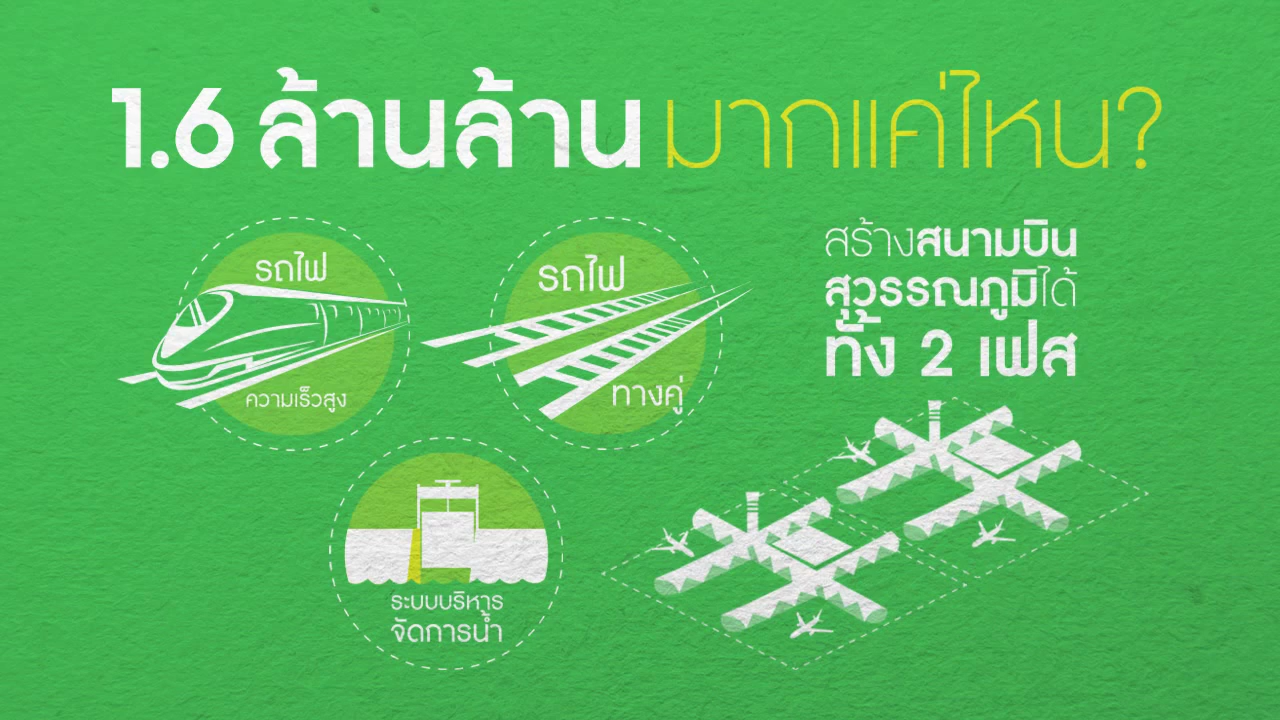 1.6 ล้านล้าน มากแค่ไหน?
รถไฟ
ความเร็วสูง
รถไฟ
ทางคู่
ระบบบริหาร
จัดการน้ำ
สร้างสนามบิน
สุวรรณภูมิได้
ทั้ง 2 เฟส